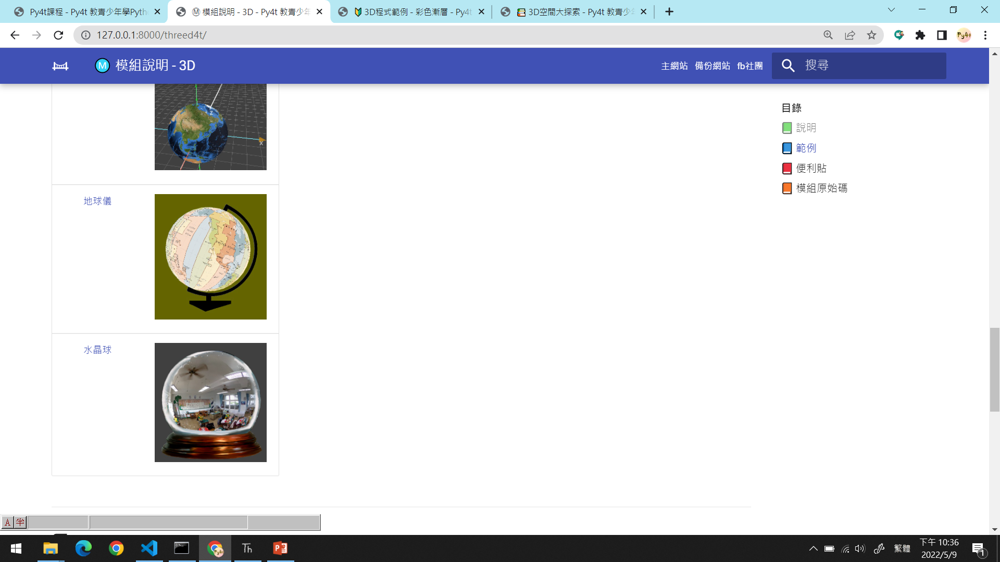 Py4t課程 - Py4t 教青少年學Pyth
Ⓜ 模組說明 - 3D - Py4t 教青少年
3D程式範例 - 彩色漸層 - Py4t
3D空間大探索 - Py4t 教青少年
127.0.0.1:8000/threed4t/
Py4t
Ⓜ 模組說明 - 3D
主網站 備份網站 fb社團
搜尋
目錄
說明
範例
便利貼
模組原始碼
Z
X
地球儀
水晶球
A 半
Th
繁體
下午 10:36
2022/5/9
1